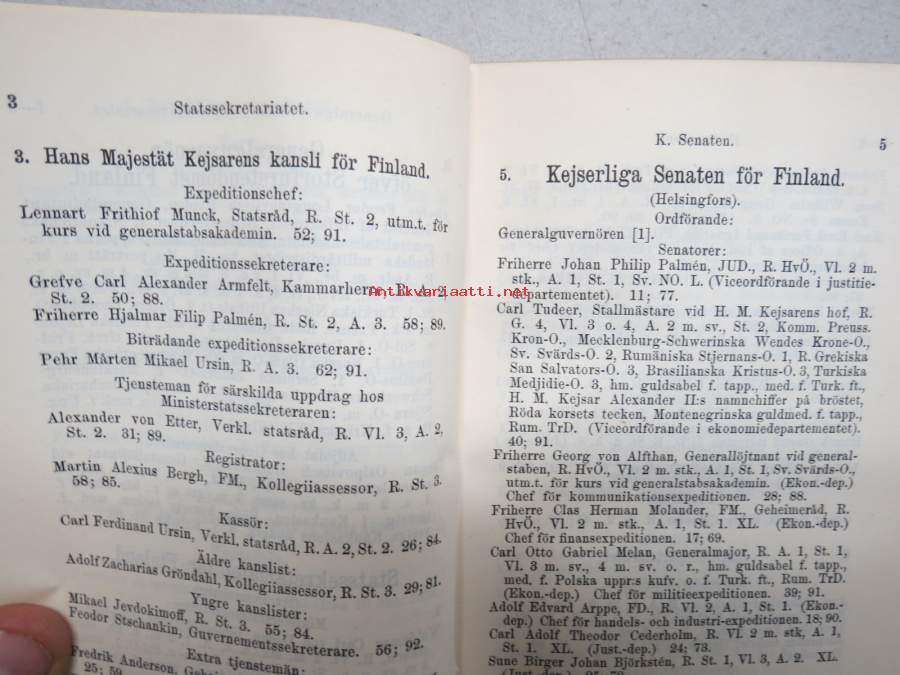 3
Statssekretariatet.
3. Hans Majestät Kejsarens kansli för Finland.
Expeditionschef:
Lennart Frithiof Munck, Statsråd, R. St. 2, utm.t. för
kurs vid generalstabsakademin. 52; 91.
Expeditionssekreterare:
Grefve Carl Alexander Armfelt, Kammarherre, R. A. 2,
St. 2. 50; 88.
Friherre Hjalmar Filip Palmén, R. St. 2, A. 3. 58; 89.
Biträdande expeditionssekreterare:
Pehr Mårten Mikael Ursin, R. A. 3. 62; 91.
Tjensteman för särskilda uppdrag hos
Ministerstatssekreteraren:
Alexander von Etter, Verkl. statsråd, R. Vl. 3, A. 2,
St. 2. 31; 89.
Registrator:
Martin Alexius Bergh, FM., Kollegiiassessor, R. St. 3.
58; 85.
Kassör:
Carl Ferdinand Ursin, Verkl. statsråd, R. A. 2, St. 2. 26; 84.
Äldre kanslist:
Adolf Zacharias Gröndahl, Kollegiiassessor, R. St. 3. 29; 81.
Yngre kanslister:
Mikael Jevdokimoff, R. St. 3. 55; 84.
Feodor Stschankin, Guvernementssekreterare. 56; 92.
Extra tjenstemän:
Fredrik Anderson,
25; 59
antikvariaatti.net
K. Senaten.
5
5. Kejserliga Senaten för Finland.
(Helsingfors).
Ordförande:
Generalguvernören [1].
Senatorer:
Friherre Johan Philip Palmén, JUD., R. HvÖ., Vl. 2 m.
stk., A. 1, St. 1, Sv. NO. L. (Viceordförande i justitie-
departementet). 11; 77.
Carl Tudeer, Stallmästare vid H. M. Kejsarens hof, R.
G. 4, Vl. 3 o. 4, A. 2 m. sv., St. 2, Komm. Preuss.
Kron-O., Mecklenburg-Schwerinska Wendes Krone-O.,
Sv. Svärds-O. 2, Rumäniska Stjernans-O. 1, R. Grekiska
San Salvators-O. 3, Brasilianska Kristus-O. 3, Turkiska
Medjidie-O. 3, hm. guldsabel f. tapp., med. f. Turk. ft.,
H. M. Kejsar Alexander II:s namnchiffer på bröstet,
Röda korsets tecken, Montenegrinska guldmed. f. tapp.,
Rum. TrD. (Viceordförande i ekonomiedepartementet).
40; 91.
Friherre Georg von Alfthan, Generallöjtnant vid general-
staben, R. HvÖ., Vl. 2 m. stk., A. 1, St. 1, Sv. Svärds-O.,
utm.t. för kurs vid generalstabsakademin. (Ekon.-dep.)
Chef för kommunikationsexpeditionen. 28; 88.
Friherre Clas Herman Molander, FM., Geheimeråd, R.
HvÖ., Vl. 2 m. stk., A. 1, St. 1. XL. (Ekon.-dep.)
Chef för finansexpeditionen. 17; 69.
Carl Otto Gabriel Melan, Generalmajor, R. A. 1, St. 1,
Vl. 3 m. sv., 4 m. sv. o. r., hm. guldsabel f. tapp.,
med. f. Polska uppr:s kufv. o. f. Turk. ft., Rum. TrD.
(Ekon.-dep.) Chef för militieexpeditionen. 39; 91.
Adolf Edvard Arppe, FD., R. Vl. 2, A. 1, St. 1. (Ekon.-
dep.) Chef för handels- och industri-expeditionen. 18; 90.
Carl Adolf Theodor Cederholm, R. Vl. 2 m. stk, A. 1,
St. 1. XL. (Just.-dep.) 24; 73.
Sune Birger Johan Björkstén, R. St. 1, Vl. 3, A. 2. XL.